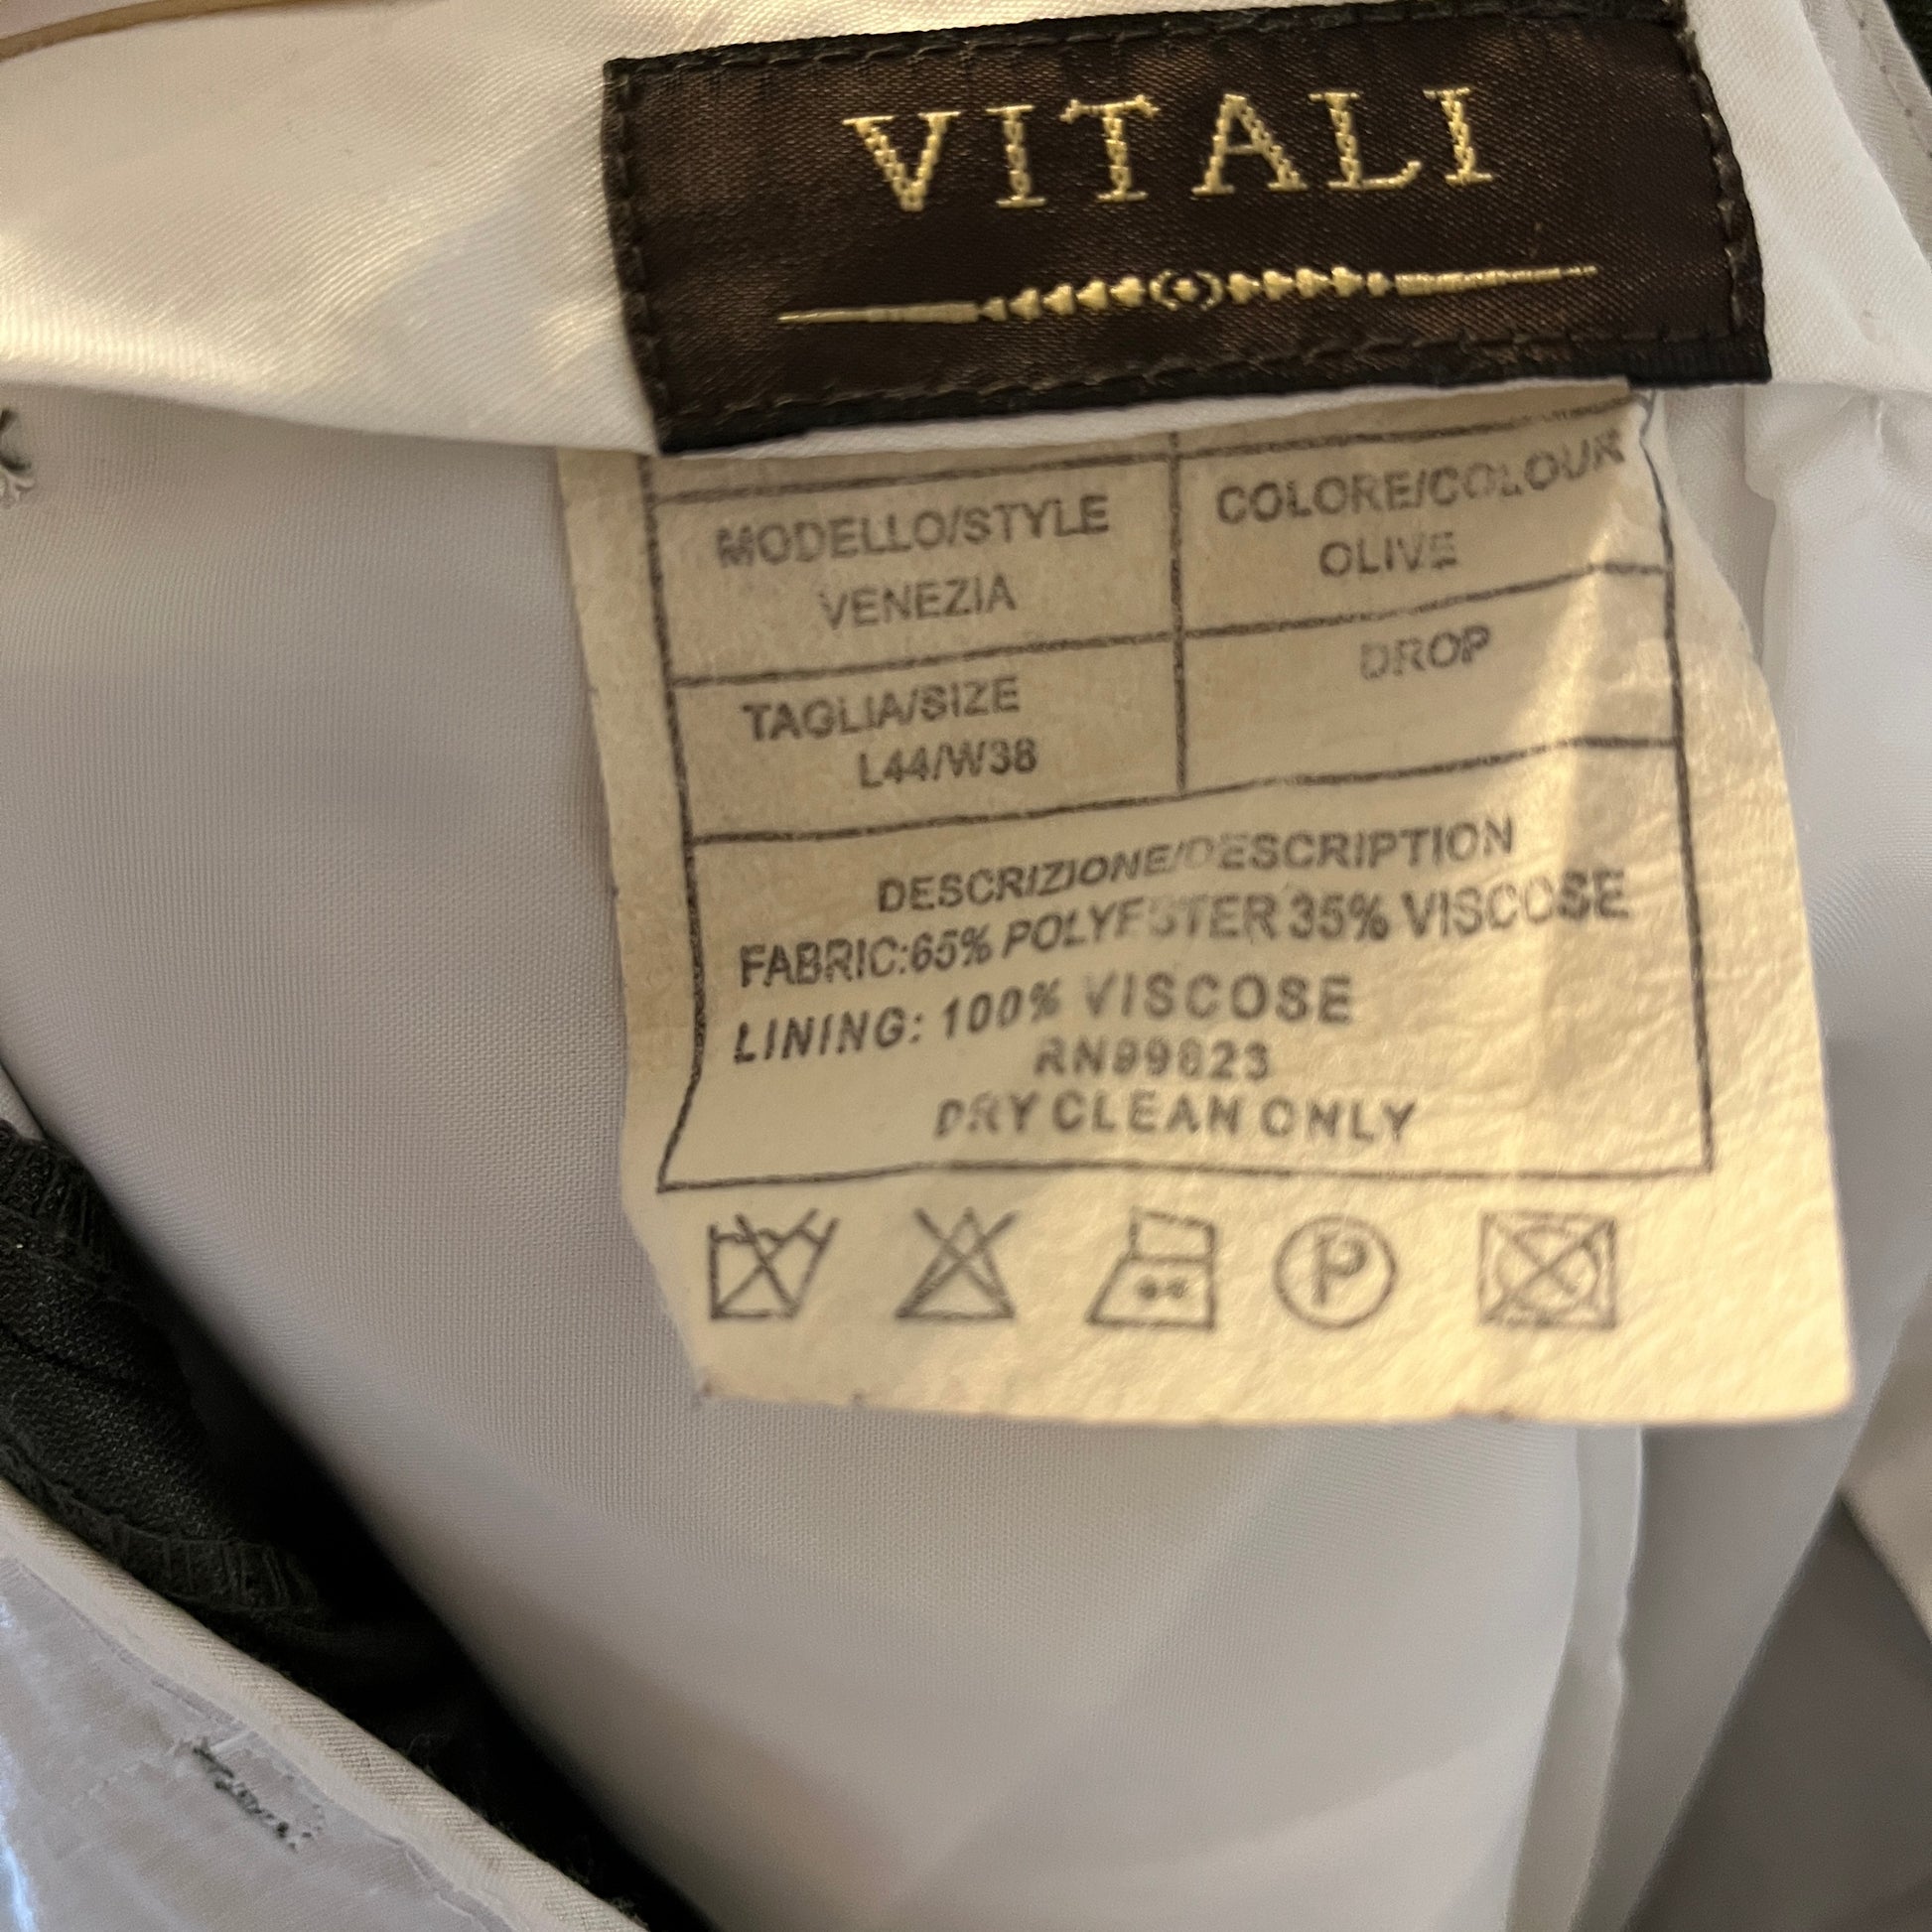 VITALI
MODELLO/STYLE
VENEZIA
COLORE/COLOUR
OLIVE
TAGLIA/SIZE
L44/W38
DROP
DESCRIZIONE/DESCRIPTION
FABRIC:65% POLYESTER 35% VISCOSE
LINING: 100% VISCOSE
RN99823
DRY CLEAN ONLY
P